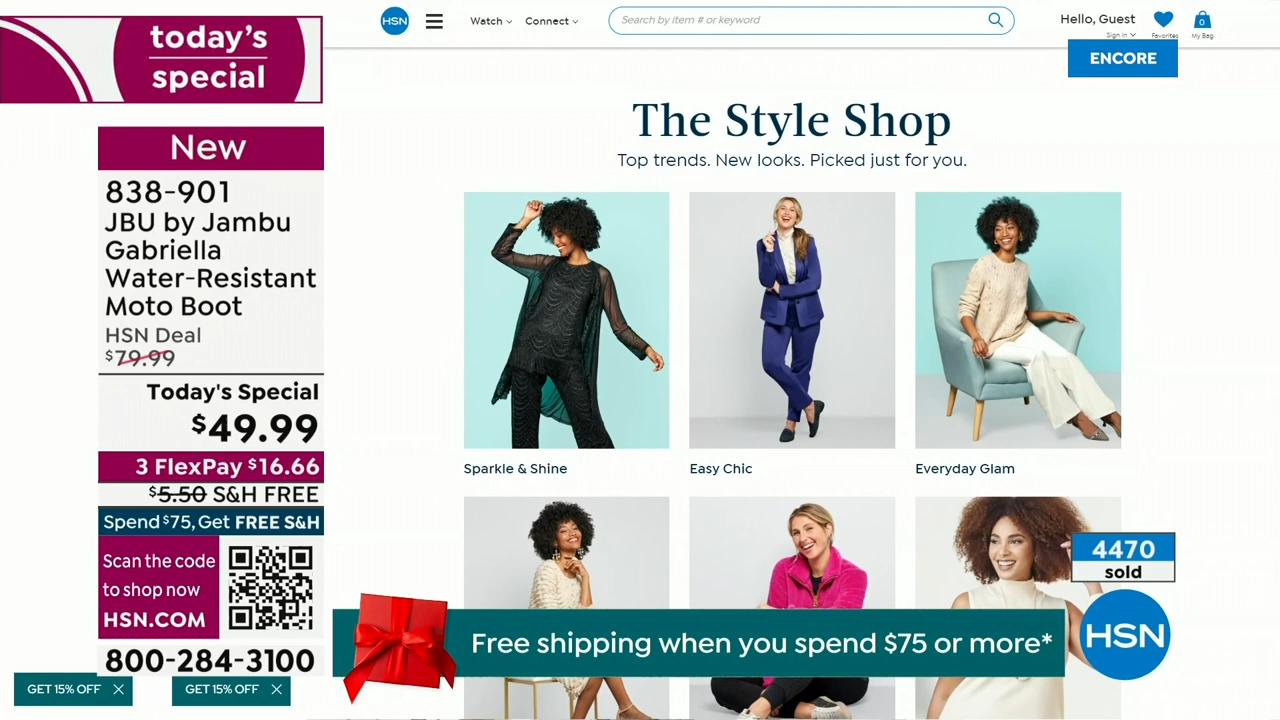 today's
special
New
838-901
JBU by Jambu
Gabriella
Water-Resistant
Moto Boot
HSN Deal
$79.99
Today's Special
$49.99
3 FlexPay $16.66
$5.50 S&H FREE
Spend $75, Get FREE S&H
Scan the code
to shop now
HSN.COM
800-284-3100
GET 15% OFF
GET 15% OFF
HSN
Watch
Connect
Search by item # or keyword
Hello, Guest
Sign In
Favorites
0
My Bag
ENCORE
The Style Shop
Top trends. New looks. Picked just for you.
Sparkle & Shine
Easy Chic
Everyday Glam
4470
sold
Free shipping when you spend $75 or more*
HSN